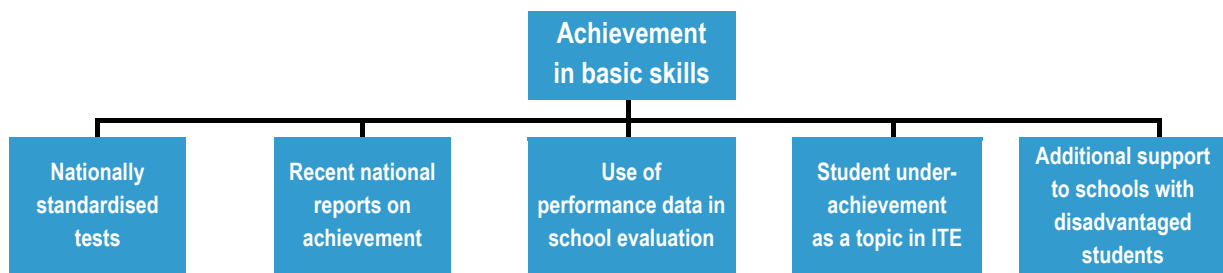 Achievement
in basic skills
Nationally
standardised
tests
Recent national
reports on
achievement
Use of
performance data in
school evaluation
Student under-
achievement
as a topic in ITE
Additional support
to schools with
disadvantaged
students